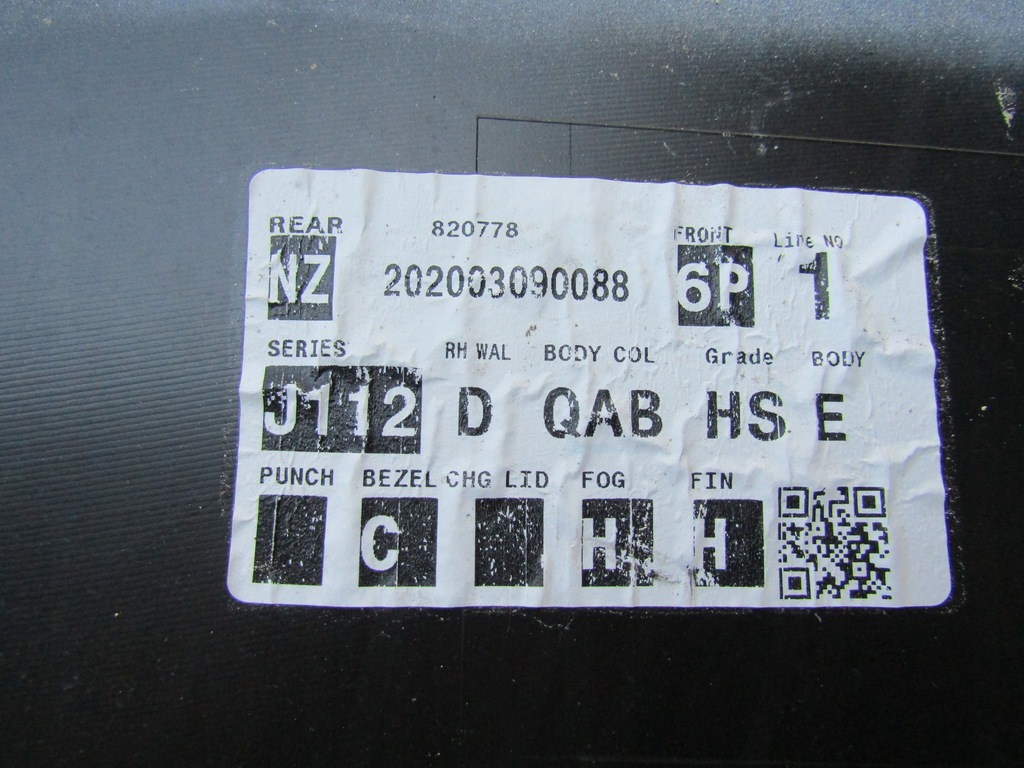 REAR 820778 FRONT Line NO
NZ 202003090088 6P 1
SERIES RH WAL BODY COL Grade BODY
J112 D QAB HS E
PUNCH BEZEL CHG LID FOG FIN
C H H